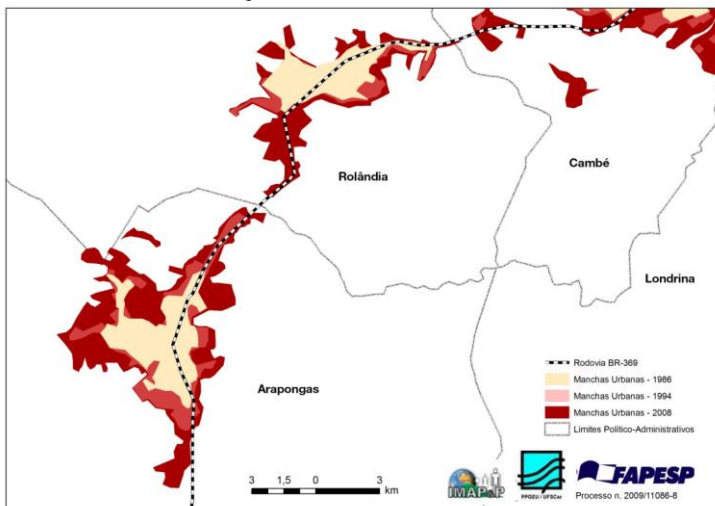 Rolândia
Cambé
Londrina
Arapongas
Rodovia BR-369
Manchas Urbanas - 1986
Manchas Urbanas - 1994
Manchas Urbanas - 2008
Limites Político-Administrativos
3 1,5 0 3
km
PPGEU / UFSCar
FAPESP
Processo n. 2009/11086-8